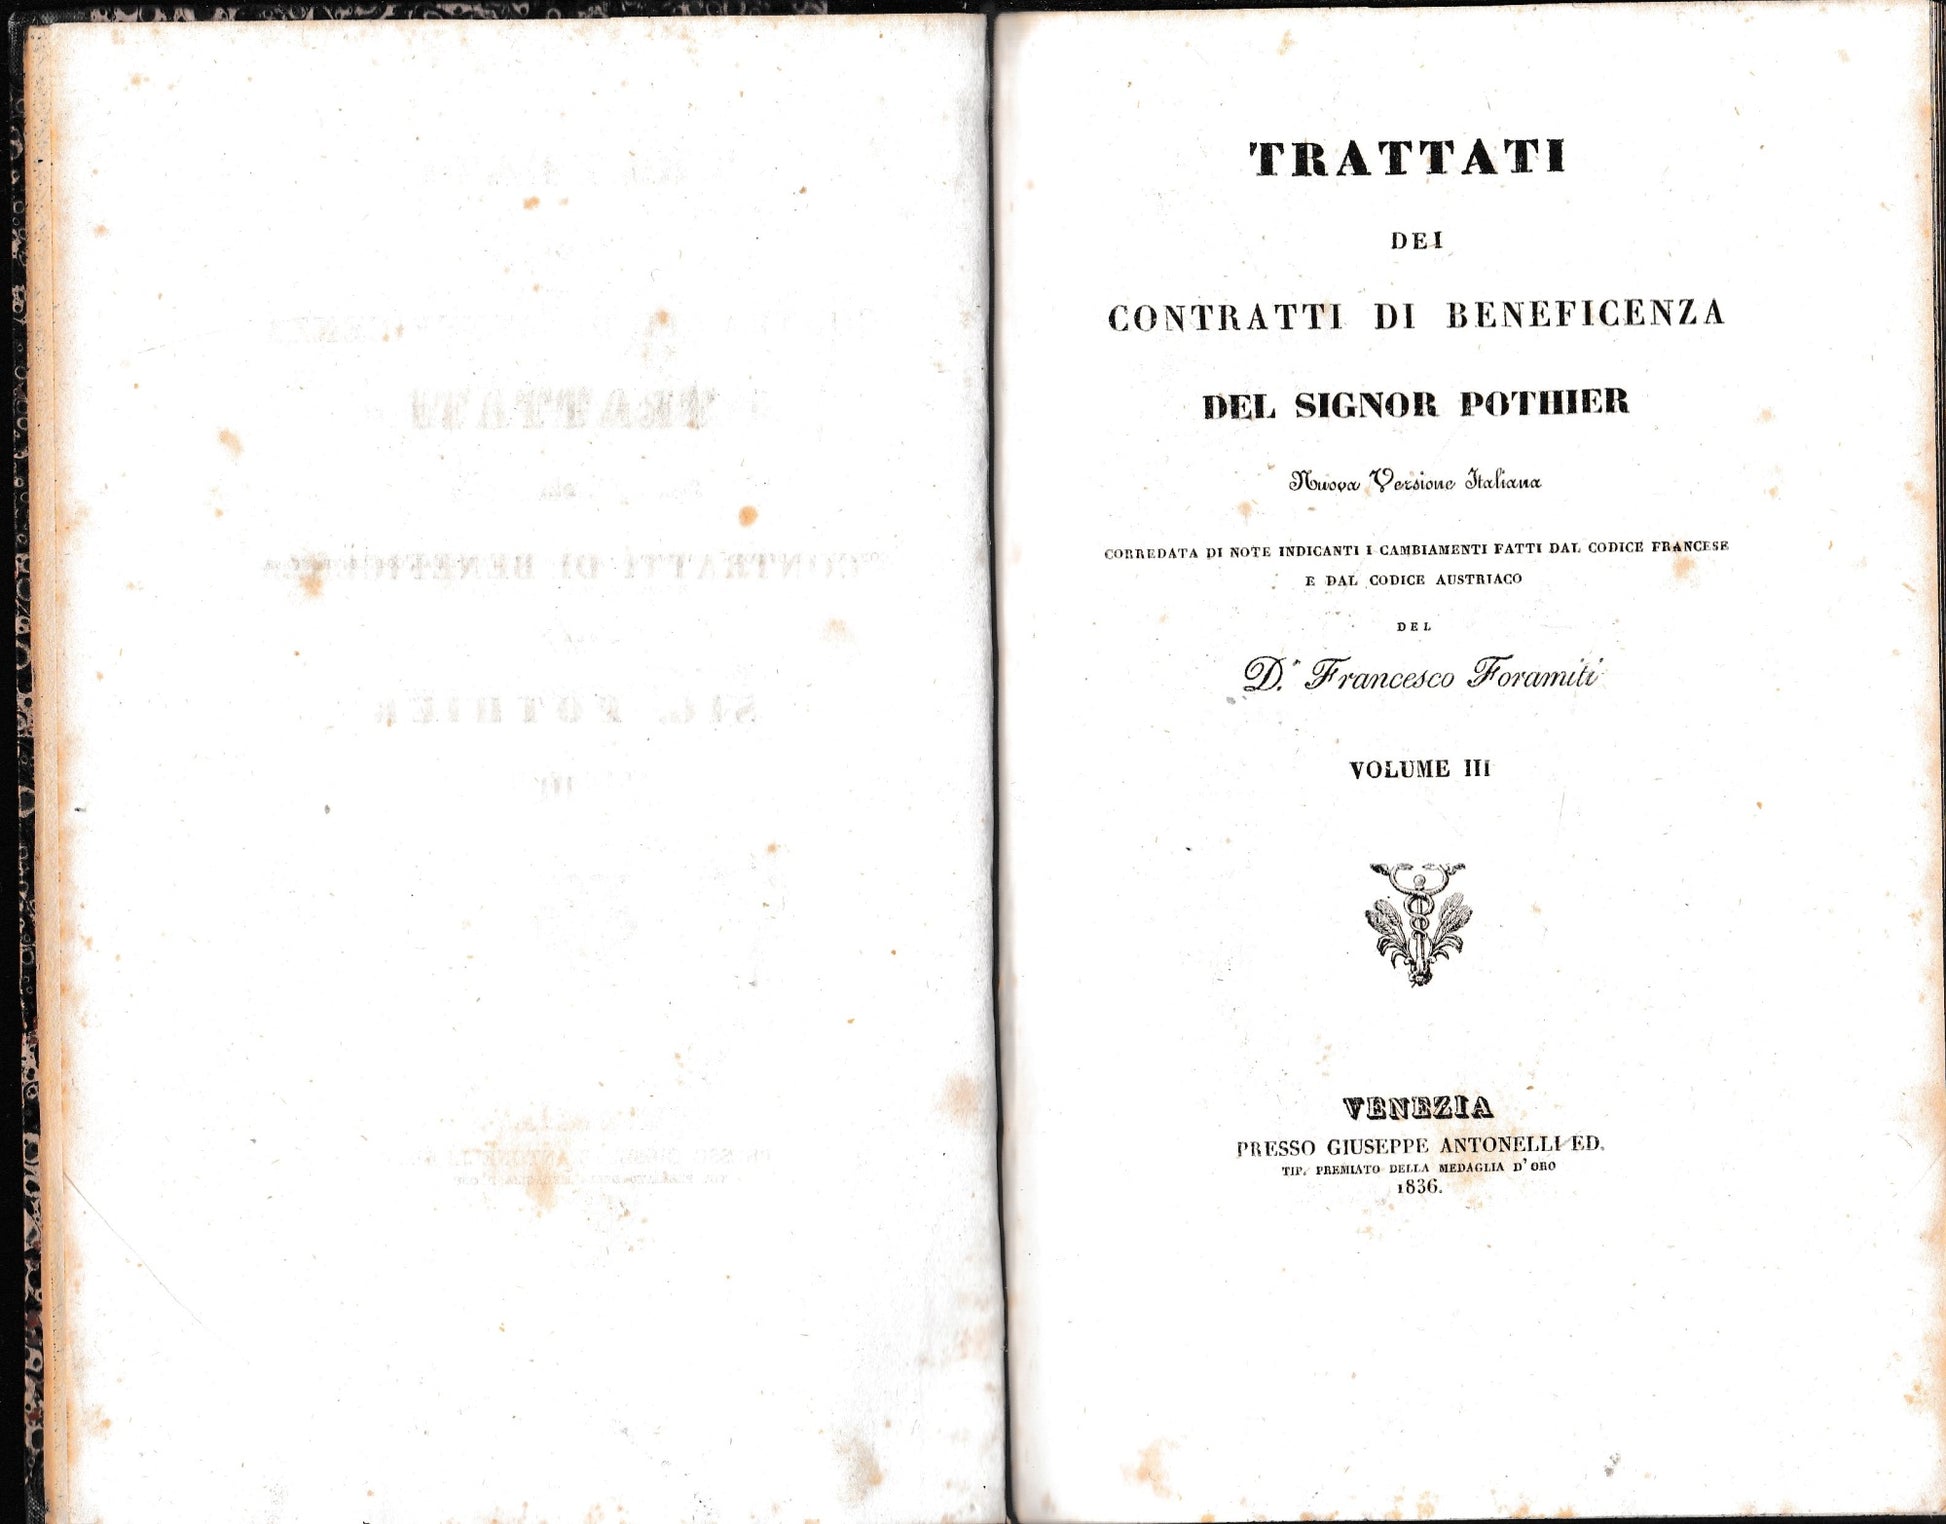 TRATTATI
DEI
CONTRATTI DI BENEFICENZA
DEL SIGNOR POTHIER
Nuova Versione Italiana
CORREDATA DI NOTE INDICANTI I CAMBIAMENTI FATTI DAL CODICE FRANCESE
E DAL CODICE AUSTRIACO
DEL
D.r Francesco Foramiti
VOLUME III
VENEZIA
PRESSO GIUSEPPE ANTONELLI ED.
TIP. PREMIATO DELLA MEDAGLIA D'ORO
1836.